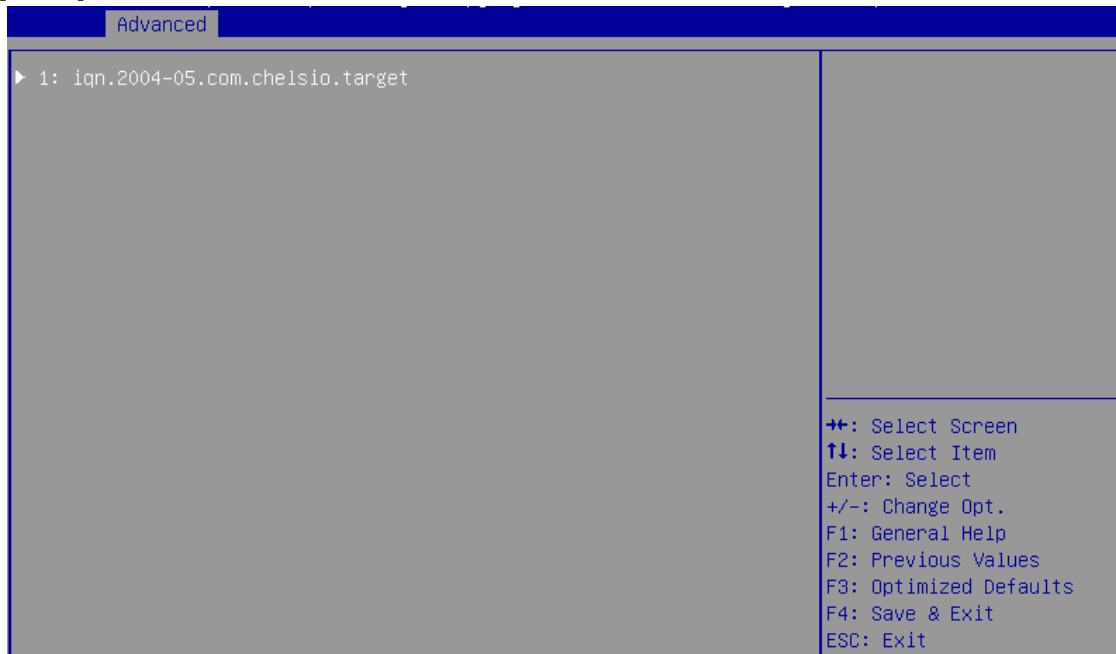 Advanced
▶ 1: iqn.2004-05.com.chelsio.target
→←: Select Screen
↑↓: Select Item
Enter: Select
+/-: Change Opt.
F1: General Help
F2: Previous Values
F3: Optimized Defaults
F4: Save & Exit
ESC: Exit